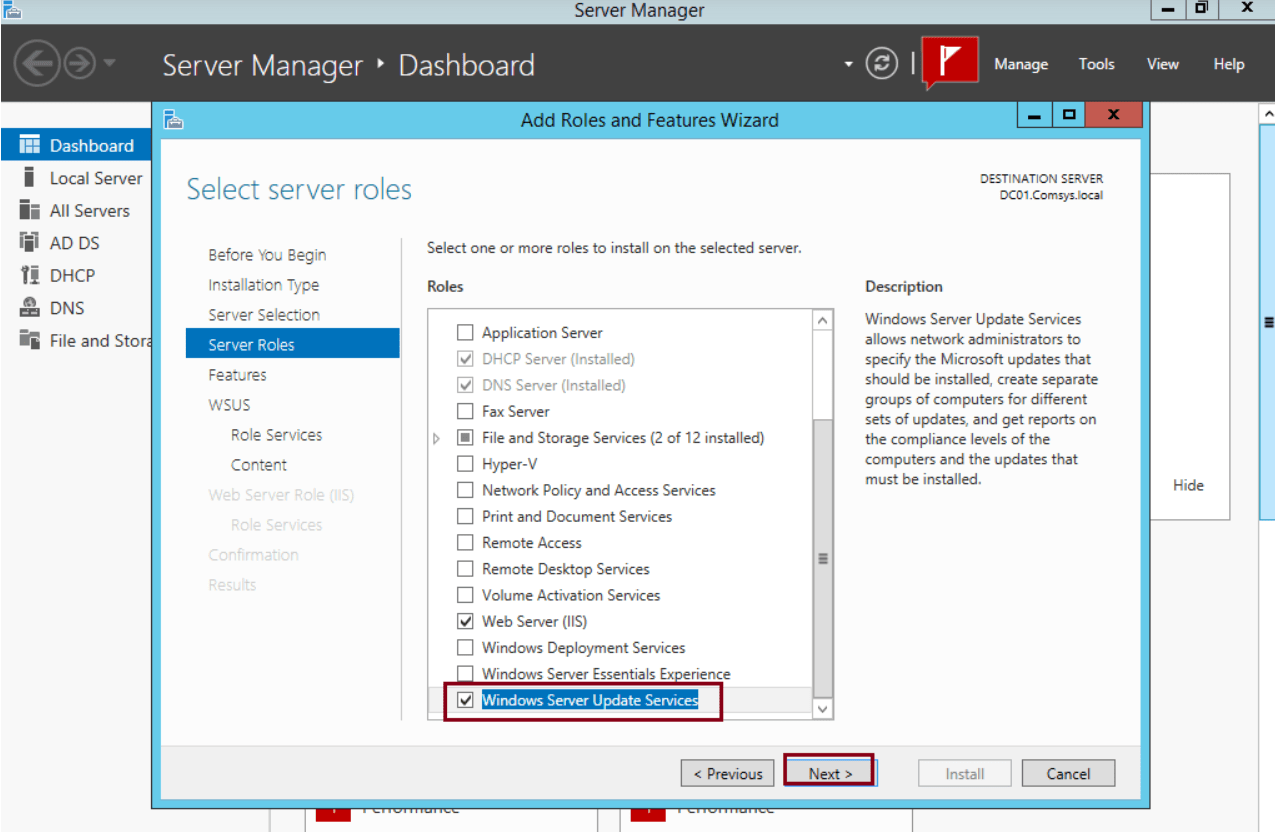 Server Manager
Server Manager ‣ Dashboard
Manage Tools View Help
Dashboard
Local Server
All Servers
AD DS
DHCP
DNS
File and Stora
Add Roles and Features Wizard
Select server roles
DESTINATION SERVER
DC01.Comsys.local
Before You Begin
Installation Type
Server Selection
Server Roles
Features
WSUS
Role Services
Content
Web Server Role (IIS)
Role Services
Confirmation
Results
Select one or more roles to install on the selected server.
Roles
Application Server
DHCP Server (Installed)
DNS Server (Installed)
Fax Server
File and Storage Services (2 of 12 installed)
Hyper-V
Network Policy and Access Services
Print and Document Services
Remote Access
Remote Desktop Services
Volume Activation Services
Web Server (IIS)
Windows Deployment Services
Windows Server Essentials Experience
Windows Server Update Services
Description
Windows Server Update Services
allows network administrators to
specify the Microsoft updates that
should be installed, create separate
groups of computers for different
sets of updates, and get reports on
the compliance levels of the
computers and the updates that
must be installed.
Hide
< Previous Next > Install Cancel
Performance Performance